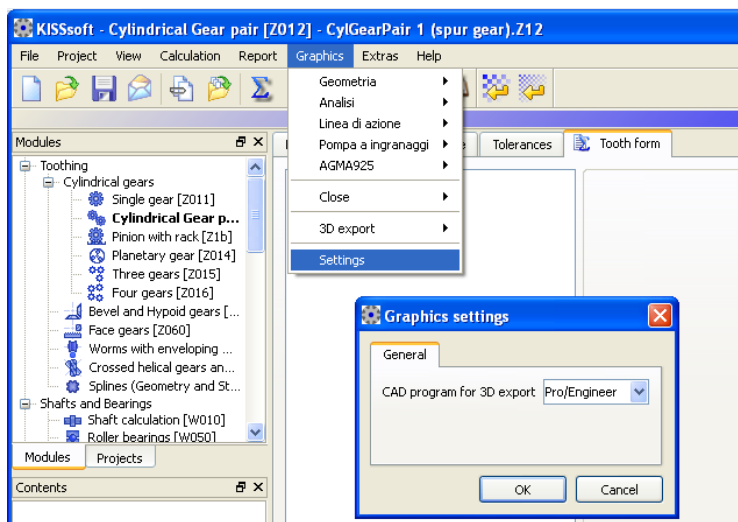 KISSsoft - Cylindrical Gear pair [Z012] - CylGearPair 1 (spur gear).Z12
File Project View Calculation Report Graphics Extras Help
Geometria
Analisi
Linea di azione
Pompa a ingranaggi
AGMA925
Close
3D export
Settings
Modules
Tolerances
Tooth form
Toothing
Cylindrical gears
Single gear [Z011]
Cylindrical Gear p...
Pinion with rack [Z1b]
Planetary gear [Z014]
Three gears [Z015]
Four gears [Z016]
Bevel and Hypoid gears [...
Face gears [Z060]
Worms with enveloping ...
Crossed helical gears an...
Splines (Geometry and St...
Shafts and Bearings
Shaft calculation [W010]
Roller bearings [W050]
Modules Projects
Contents
Graphics settings
General
CAD program for 3D export Pro/Engineer
OK Cancel